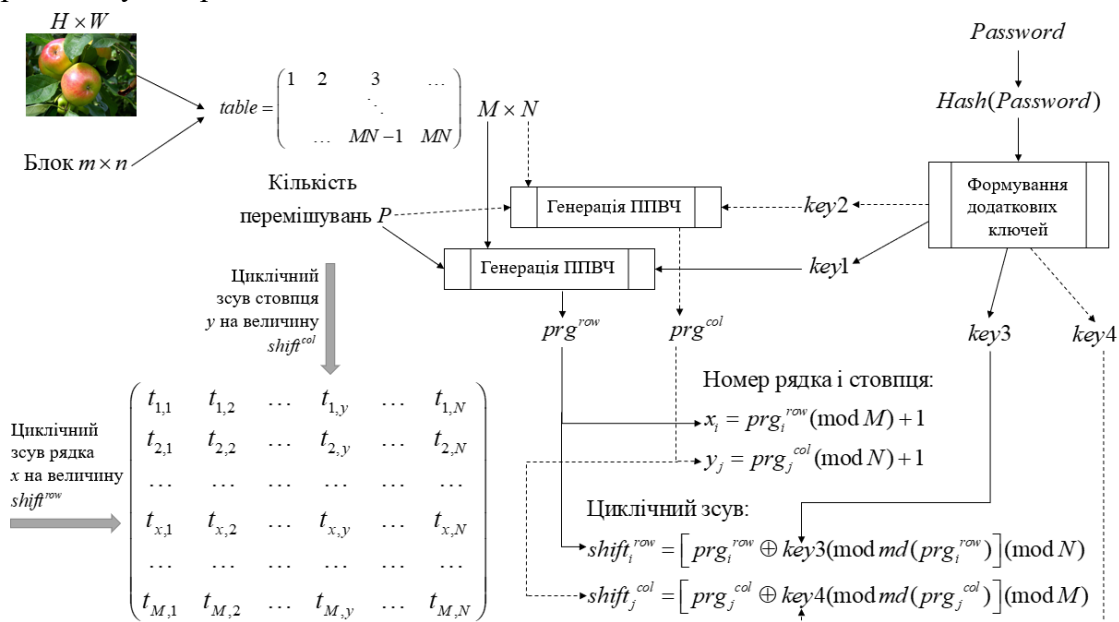 H × W
Password
Hash(Password)
table = ( 1 2 3 …
⋱
… MN −1 MN )
M × N
Блок m × n
Кількість
перемішувань P
Генерація ППВЧ
key2
Формування
додаткових
ключей
Генерація ППВЧ
key1
Циклічний
зсув стовпця
y на величину
shift^col
prg^row
prg^col
key3
key4
Номер рядка і стовпця:
x_i = prg_i^row (mod M) + 1
y_j = prg_j^col (mod N) + 1
Циклічний
зсув рядка
x на величину
shift^row
t_1,1 t_1,2 … t_1,y … t_1,N
t_2,1 t_2,2 … t_2,y … t_2,N
… … … … … …
t_x,1 t_x,2 … t_x,y … t_x,N
… … … … … …
t_M,1 t_M,2 … t_M,y … t_M,N
Циклічний зсув:
shift_i^row = [ prg_i^row ⊕ key3(mod md(prg_i^row) ](mod N)
shift_j^col = [ prg_j^col ⊕ key4(mod md(prg_j^col) ](mod M)